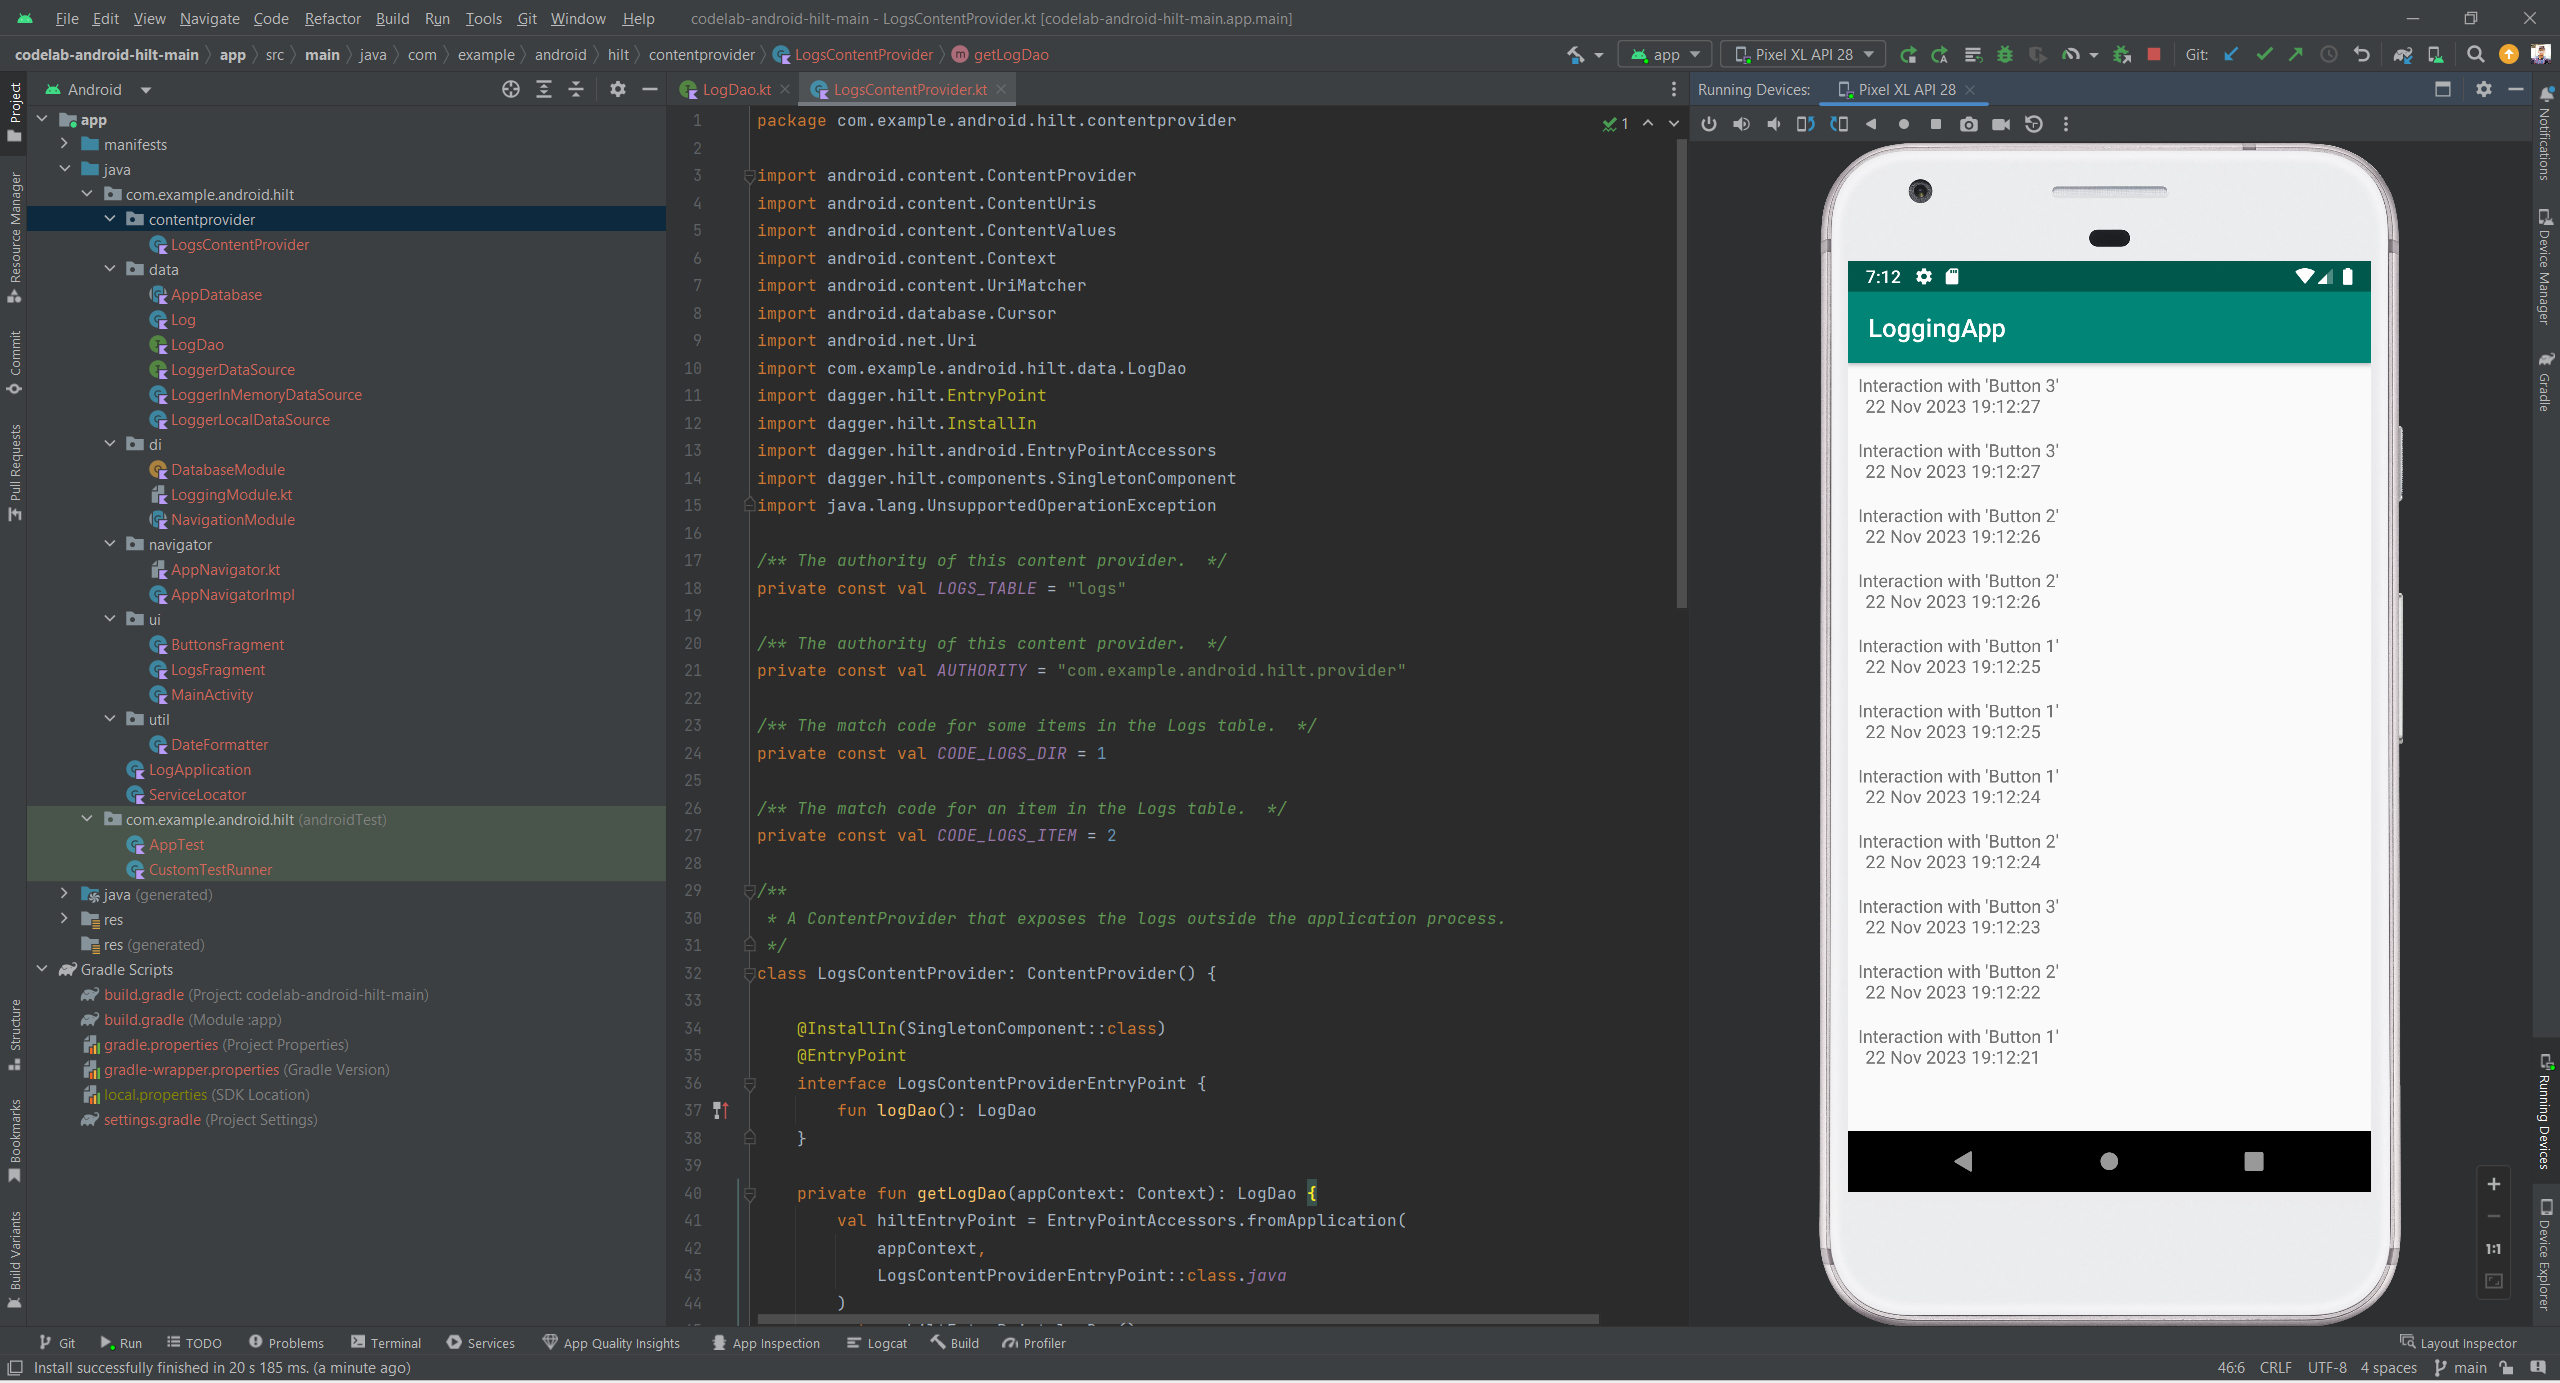 File Edit View Navigate Code Refactor Build Run Tools Git Window Help codelab-android-hilt-main - LogsContentProvider.kt [codelab-android-hilt-main.app.main]
codelab-android-hilt-main app src main java com example android hilt contentprovider LogsContentProvider getLogDao app Pixel XL API 28 Git:
Project
Resource Manager
Commit
Pull Requests
Structure
Bookmarks
Build Variants
Android
app
manifests
java
com.example.android.hilt
contentprovider
LogsContentProvider
data
AppDatabase
Log
LogDao
LoggerDataSource
LoggerInMemoryDataSource
LoggerLocalDataSource
di
DatabaseModule
LoggingModule.kt
NavigationModule
navigator
AppNavigator.kt
AppNavigatorImpl
ui
ButtonsFragment
LogsFragment
MainActivity
util
DateFormatter
LogApplication
ServiceLocator
com.example.android.hilt (androidTest)
AppTest
CustomTestRunner
java (generated)
res
res (generated)
Gradle Scripts
build.gradle (Project: codelab-android-hilt-main)
build.gradle (Module :app)
gradle.properties (Project Properties)
gradle-wrapper.properties (Gradle Version)
local.properties (SDK Location)
settings.gradle (Project Settings)
LogDao.kt LogsContentProvider.kt
1
1 package com.example.android.hilt.contentprovider
2
3 import android.content.ContentProvider
4 import android.content.ContentUris
5 import android.content.ContentValues
6 import android.content.Context
7 import android.content.UriMatcher
8 import android.database.Cursor
9 import android.net.Uri
10 import com.example.android.hilt.data.LogDao
11 import dagger.hilt.EntryPoint
12 import dagger.hilt.InstallIn
13 import dagger.hilt.android.EntryPointAccessors
14 import dagger.hilt.components.SingletonComponent
15 import java.lang.UnsupportedOperationException
16
17 /** The authority of this content provider.  */
18 private const val LOGS_TABLE = "logs"
19
20 /** The authority of this content provider.  */
21 private const val AUTHORITY = "com.example.android.hilt.provider"
22
23 /** The match code for some items in the Logs table.  */
24 private const val CODE_LOGS_DIR = 1
25
26 /** The match code for an item in the Logs table.  */
27 private const val CODE_LOGS_ITEM = 2
28
29 /**
30  * A ContentProvider that exposes the logs outside the application process.
31  */
32 class LogsContentProvider: ContentProvider() {
33
34     @InstallIn(SingletonComponent::class)
35     @EntryPoint
36     interface LogsContentProviderEntryPoint {
37         fun logDao(): LogDao
38     }
39
40     private fun getLogDao(appContext: Context): LogDao {
41         val hiltEntryPoint = EntryPointAccessors.fromApplication(
42             appContext,
43             LogsContentProviderEntryPoint::class.java
44         )
Running Devices: Pixel XL API 28
7:12
LoggingApp
Interaction with 'Button 3'
22 Nov 2023 19:12:27
Interaction with 'Button 3'
22 Nov 2023 19:12:27
Interaction with 'Button 2'
22 Nov 2023 19:12:26
Interaction with 'Button 2'
22 Nov 2023 19:12:26
Interaction with 'Button 1'
22 Nov 2023 19:12:25
Interaction with 'Button 1'
22 Nov 2023 19:12:25
Interaction with 'Button 1'
22 Nov 2023 19:12:24
Interaction with 'Button 2'
22 Nov 2023 19:12:24
Interaction with 'Button 3'
22 Nov 2023 19:12:23
Interaction with 'Button 2'
22 Nov 2023 19:12:22
Interaction with 'Button 1'
22 Nov 2023 19:12:21
1:1
Notifications
Device Manager
Gradle
Running Devices
Device Explorer
Git Run TODO Problems Terminal Services App Quality Insights App Inspection Logcat Build Profiler Layout Inspector
Install successfully finished in 20 s 185 ms. (a minute ago) 46:6 CRLF UTF-8 4 spaces main